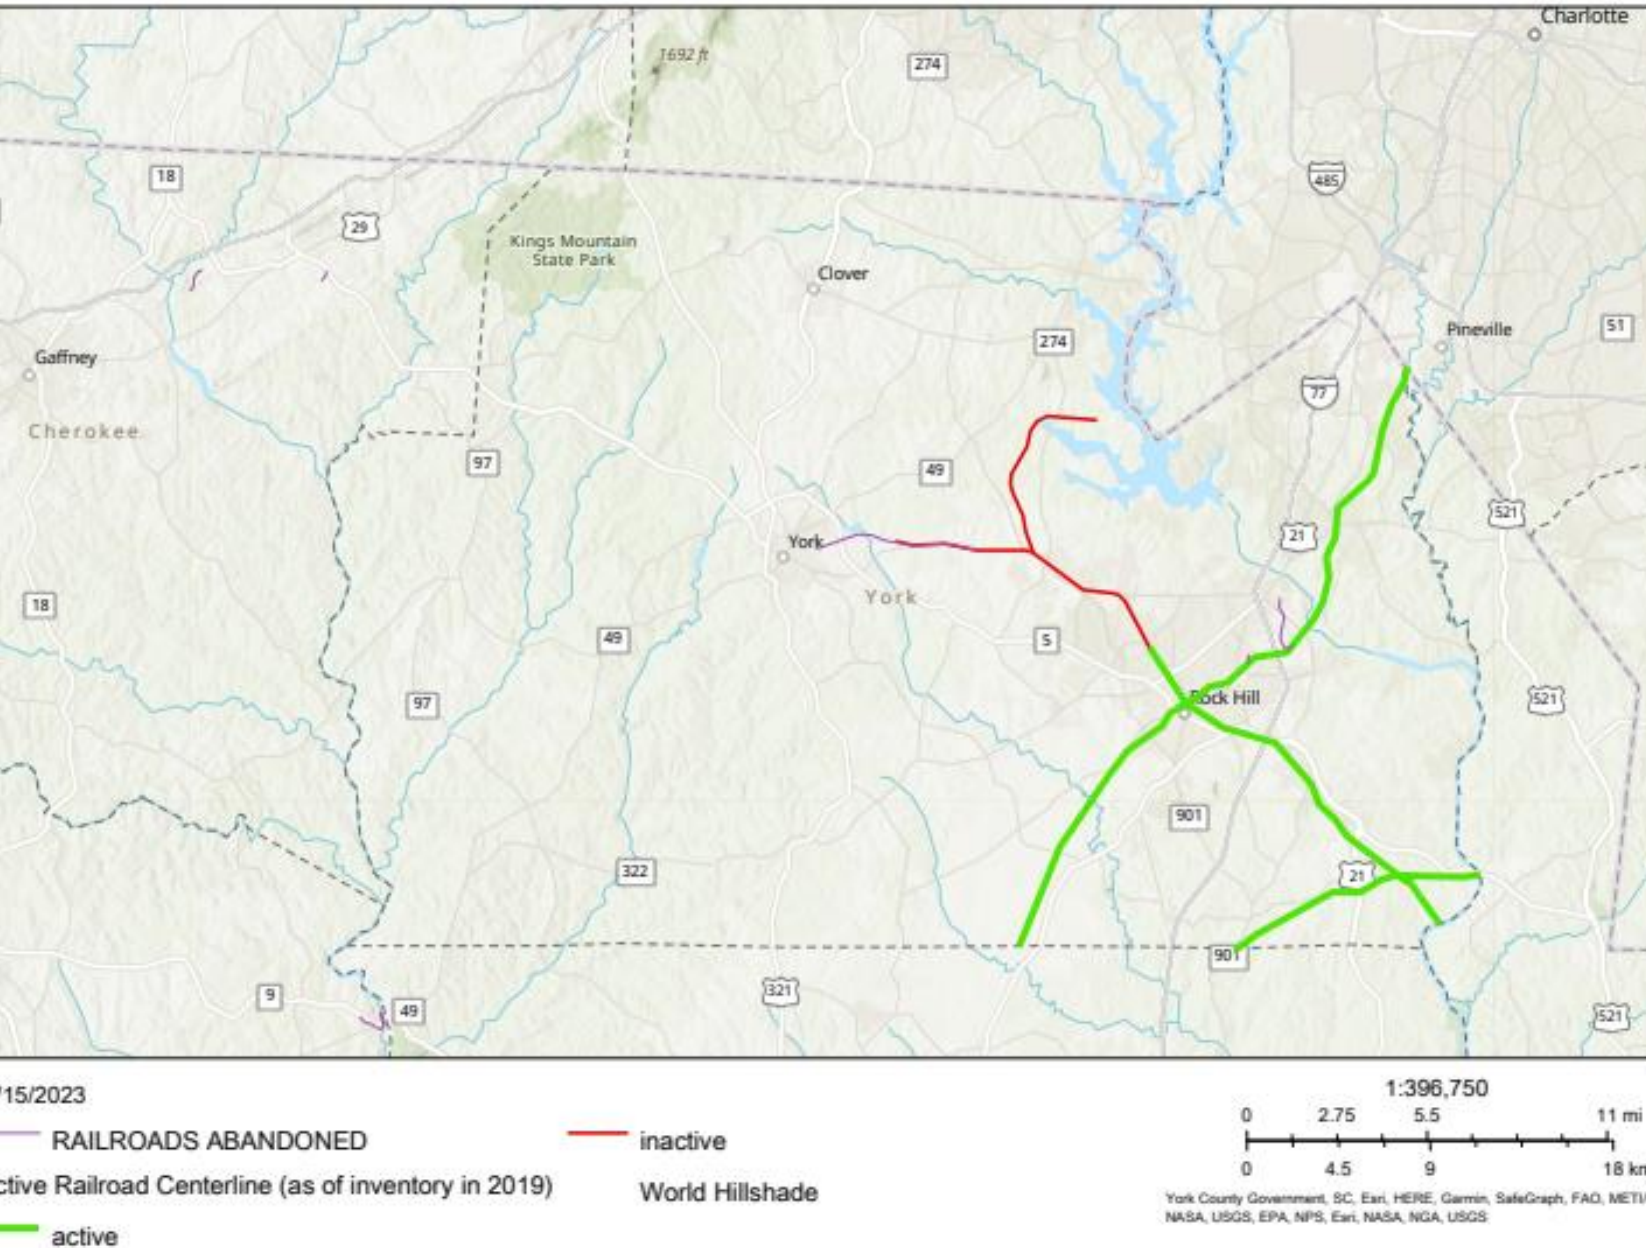 Charlotte
1692 ft
274
18
485
29
Kings Mountain
State Park
Clover
274
51
Pineville
Gaffney
77
Cherokee
97
49
521
21
York
York
18
49
5
97
Rock Hill
521
901
322
21
901
321
9
49
521
/15/2023
1:396,750
0 2.75 5.5 11 mi
RAILROADS ABANDONED
inactive
0 4.5 9 18 km
ctive Railroad Centerline (as of inventory in 2019)
World Hillshade
York County Government, SC, Esri, HERE, Garmin, SafeGraph, FAO, METI/
NASA, USGS, EPA, NPS, Esri, NASA, NGA, USGS
active